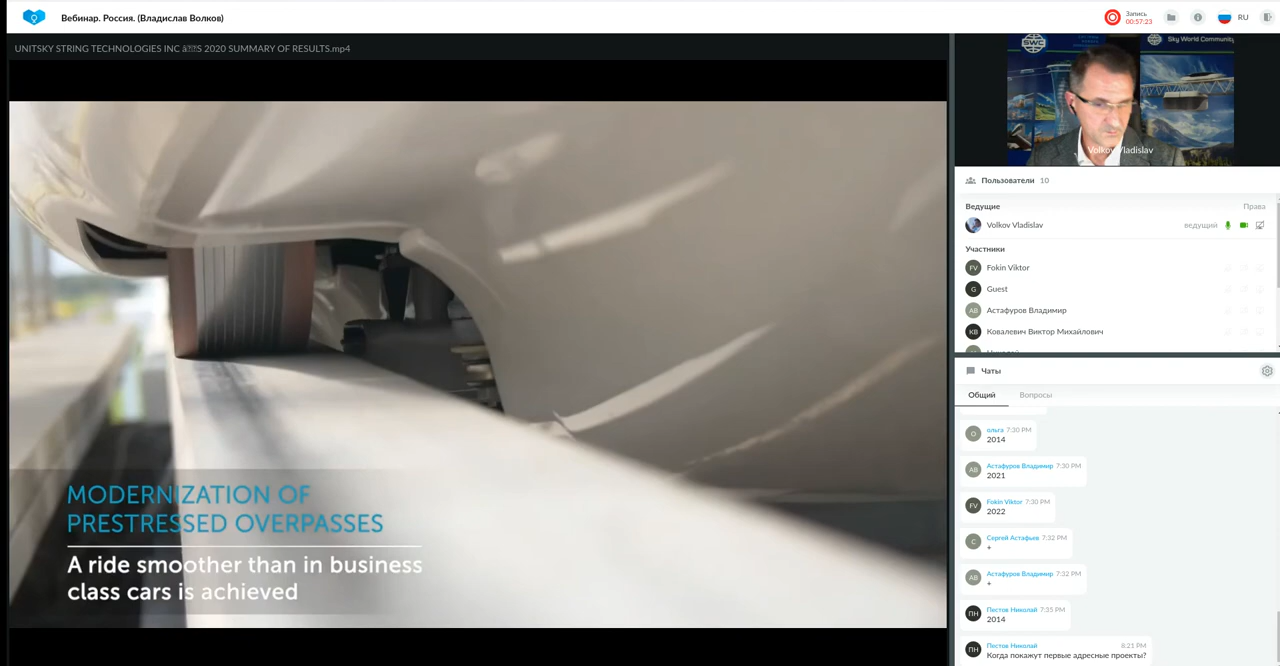 Вебинар. Россия. (Владислав Волков)
Запись
00:57:23
RU
UNITSKY STRING TECHNOLOGIES INC 2020 SUMMARY OF RESULTS.mp4
MODERNIZATION OF
PRESTRESSED OVERPASSES
A ride smoother than in business
class cars is achieved
SWC
Sky World Community
Volkov Vladislav
Пользователи 10
Ведущие
Права
Volkov Vladislav
ведущий
Участники
FV
Fokin Viktor
G
Guest
АВ
Астафуров Владимир
КВ
Ковалевич Виктор Михайлович
Чаты
Общий
Вопросы
О
ольга 7:30 PM
2014
АВ
Астафуров Владимир 7:30 PM
2021
FV
Fokin Viktor 7:30 PM
2022
С
Сергей Астафьев 7:32 PM
+
АВ
Астафуров Владимир 7:32 PM
+
ПН
Пестов Николай 7:35 PM
2014
ПН
Пестов Николай 8:21 PM
Когда покажут первые адресные проекты?